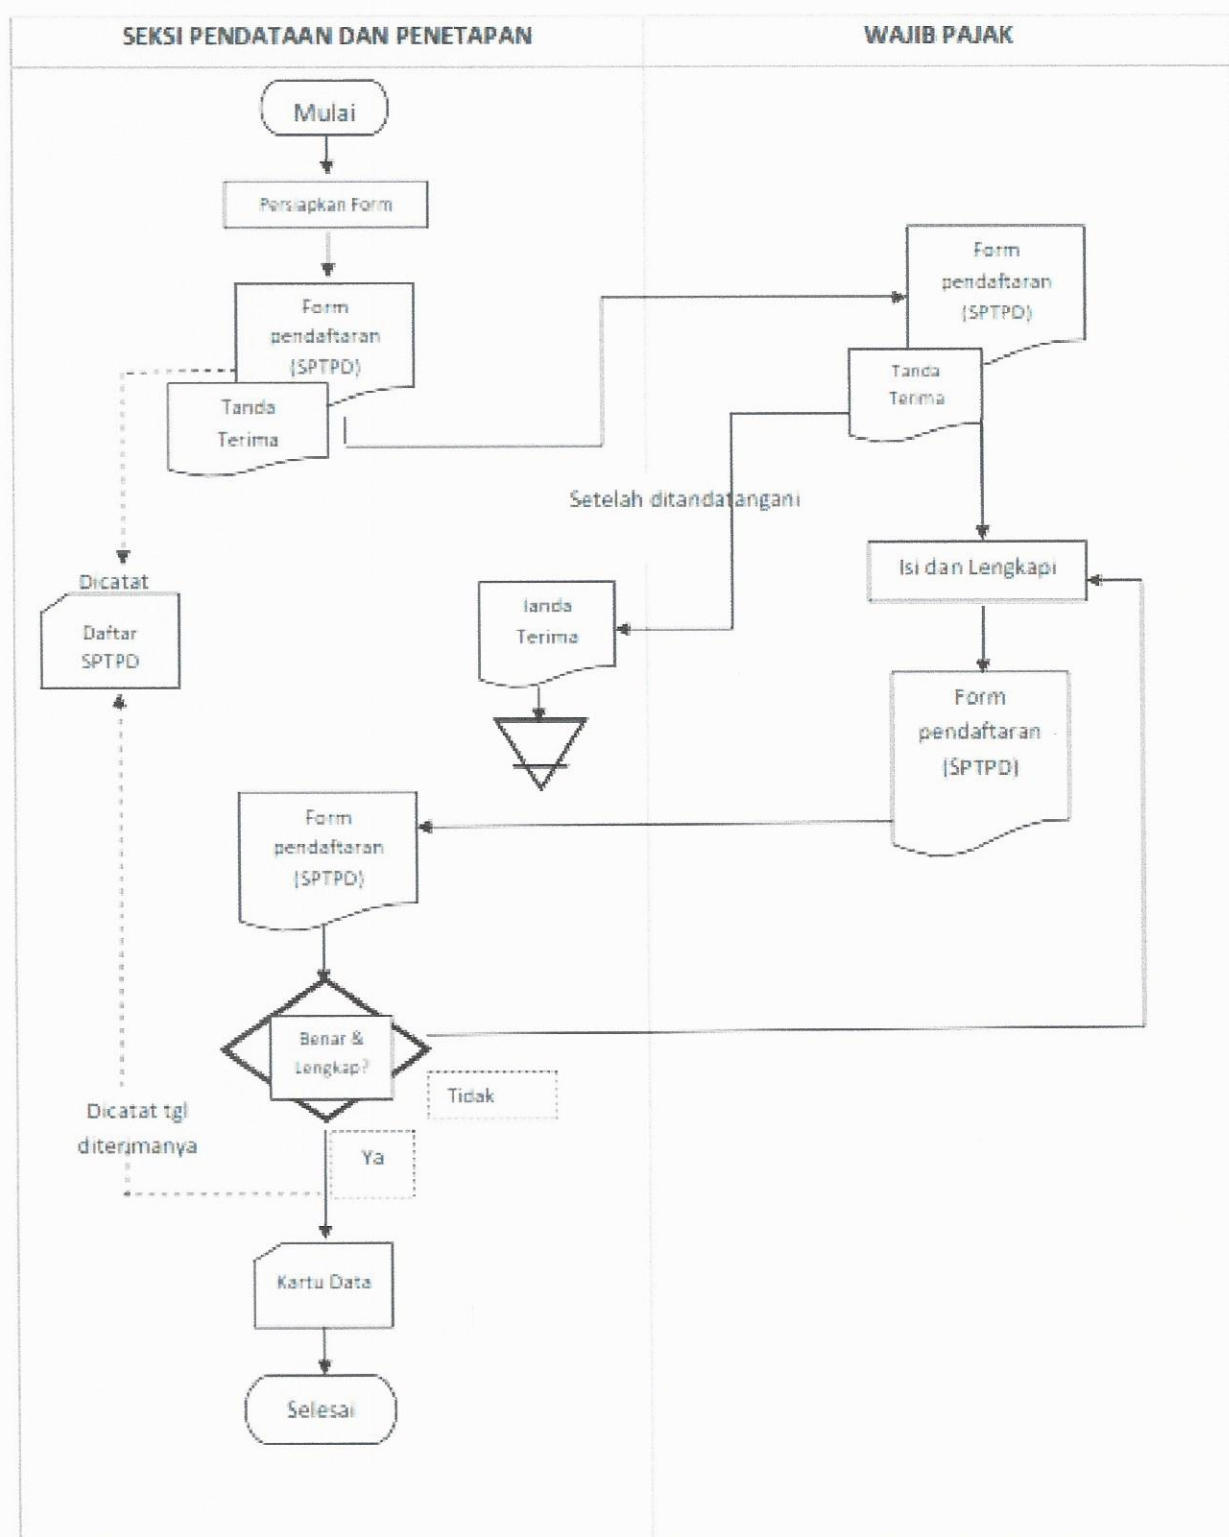 SEKSI PENDATAAN DAN PENETAPAN
WAJIB PAJAK
Mulai
Persiapkan Form
Form
pendaftaran
(SPTPD)
Tanda
Terima
Form
pendaftaran
(SPTPD)
Tanda
Terima
Setelah ditandatangani
Isi dan Lengkapi
Dicatat
Daftar
SPTPD
Tanda
Terima
Form
pendaftaran
(SPTPD)
Form
pendaftaran
(SPTPD)
Benar &
Lengkap?
Tidak
Dicatat tgl
diterimanya
Ya
Kartu Data
Selesai